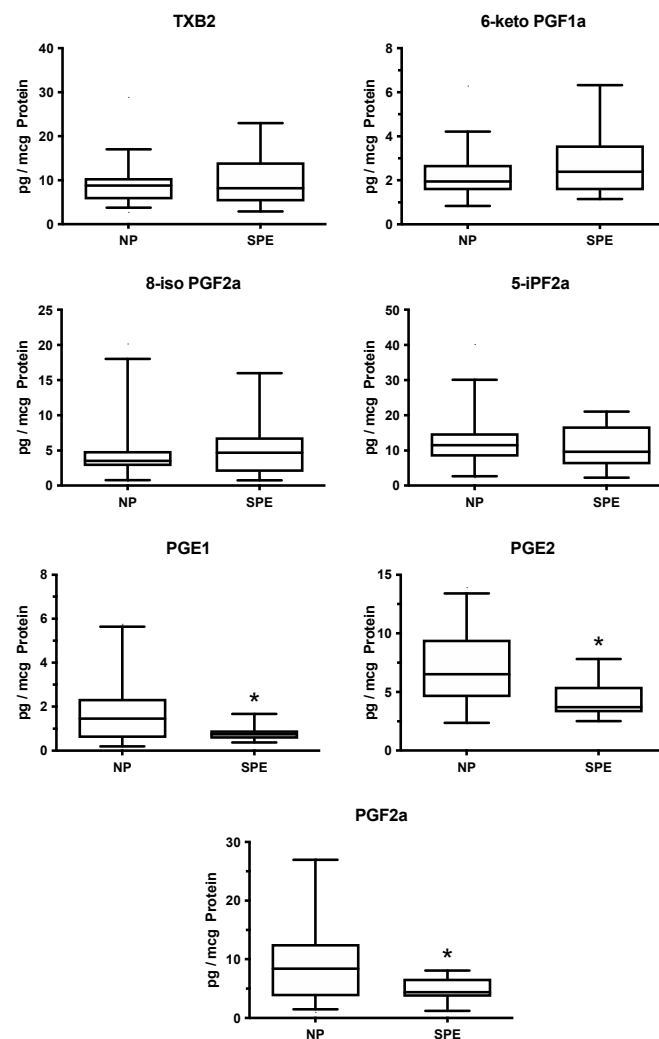 TXB2
pg / mcg Protein
40
30
20
10
0
NP
SPE
6-keto PGF1a
pg / mcg Protein
8
6
4
2
0
NP
SPE
8-iso PGF2a
pg / mcg Protein
25
20
15
10
5
0
NP
SPE
5-iPF2a
pg / mcg Protein
50
40
30
20
10
0
NP
SPE
PGE1
pg / mcg Protein
8
6
4
2
0
*
NP
SPE
PGE2
pg / mcg Protein
15
10
5
0
*
NP
SPE
PGF2a
pg / mcg Protein
30
20
10
0
*
NP
SPE